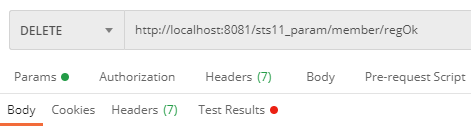 DELETE http://localhost:8081/sts11_param/member/regOk
Params Authorization Headers (7) Body Pre-request Script
Body Cookies Headers (7) Test Results